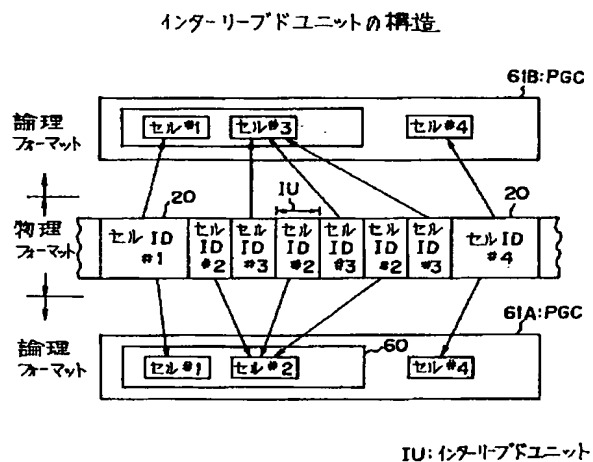 インターリーブドユニットの構造
61B:PGC
論理
フォーマット
セル#1
セル#3
セル#4
IU
20
20
物理
フォーマット
セル ID #1
セル ID #2
セル ID #3
セル ID #2
セル ID #3
セル ID #2
セル ID #3
セル ID #4
61A:PGC
論理
フォーマット
60
セル#1
セル#2
セル#4
IU:インターリーブドユニット